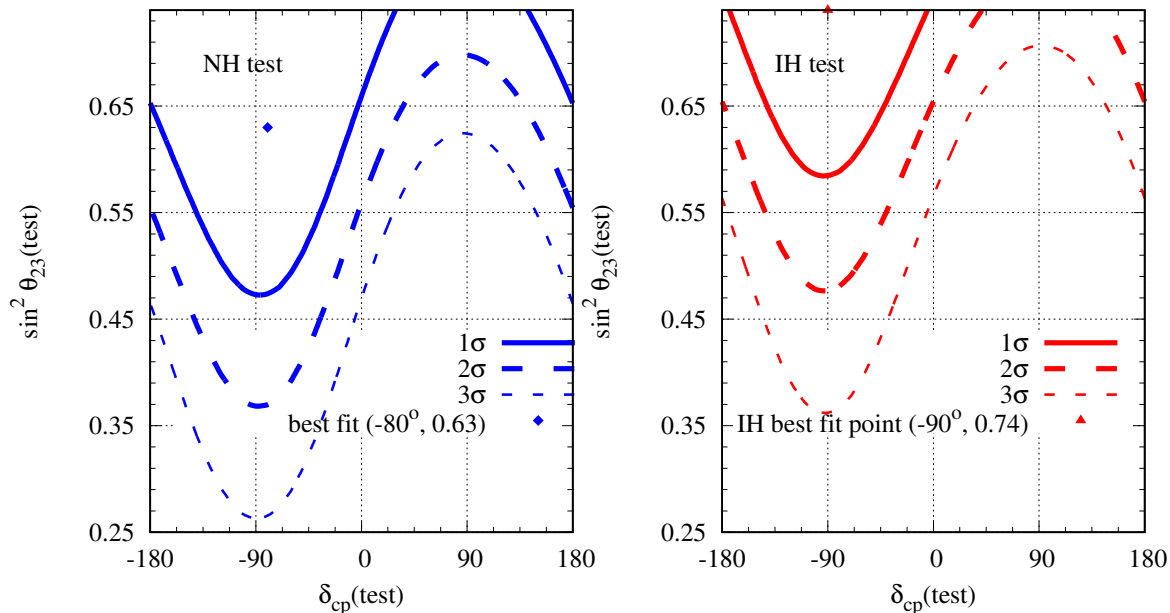 NH test
sin² θ₂₃(test)
0.65
0.55
0.45
0.35
0.25
1σ
2σ
3σ
best fit (-80ᵒ, 0.63)
-180 -90 0 90 180
δcp(test)
IH test
sin² θ₂₃(test)
0.65
0.55
0.45
0.35
0.25
1σ
2σ
3σ
IH best fit point (-90ᵒ, 0.74)
-180 -90 0 90 180
δcp(test)